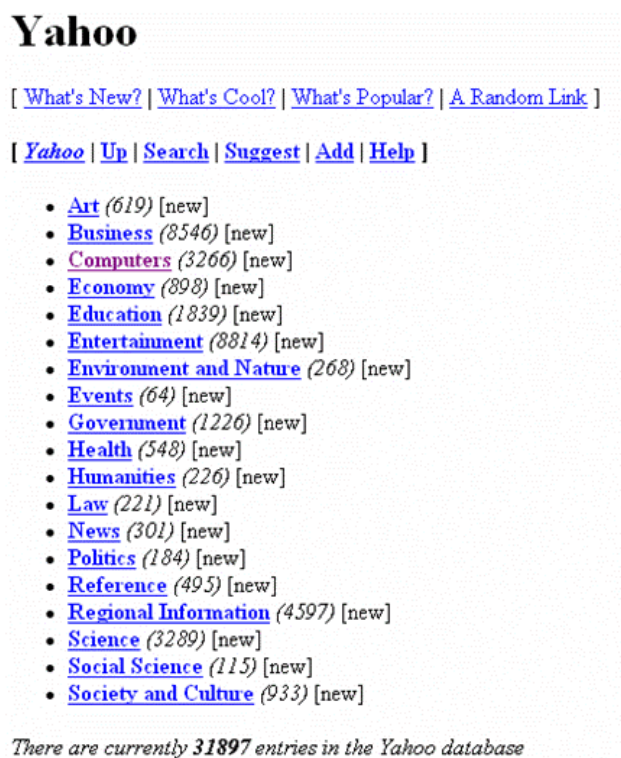 Yahoo
[ What's New? | What's Cool? | What's Popular? | A Random Link ]
[ Yahoo | Up | Search | Suggest | Add | Help ]
• Art (619) [new]
• Business (8546) [new]
• Computers (3266) [new]
• Economy (898) [new]
• Education (1839) [new]
• Entertainment (8814) [new]
• Environment and Nature (268) [new]
• Events (64) [new]
• Government (1226) [new]
• Health (548) [new]
• Humanities (226) [new]
• Law (221) [new]
• News (301) [new]
• Politics (184) [new]
• Reference (495) [new]
• Regional Information (4597) [new]
• Science (3289) [new]
• Social Science (115) [new]
• Society and Culture (933) [new]
There are currently 31897 entries in the Yahoo database